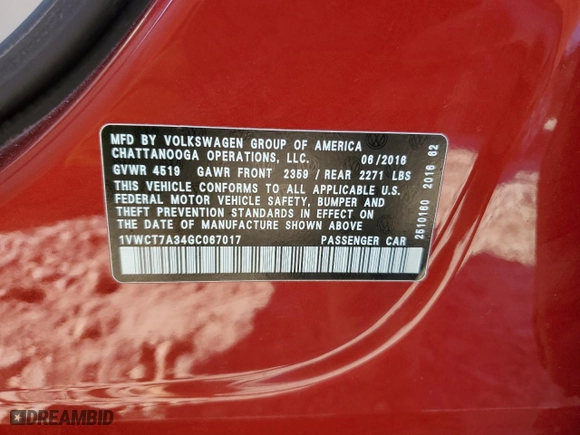 MFD BY VOLKSWAGEN GROUP OF AMERICA
CHATTANOOGA OPERATIONS, LLC. 06/2016
GVWR 4519 GAWR FRONT 2359 / REAR 2271 LBS
THIS VEHICLE CONFORMS TO ALL APPLICABLE U.S.
FEDERAL MOTOR VEHICLE SAFETY, BUMPER AND
THEFT PREVENTION STANDARDS IN EFFECT ON
THE DATE OF MANUFACTURE SHOWN ABOVE
1VWCT7A34GC067017 PASSENGER CAR
2510160 2016 62
DREAMBID